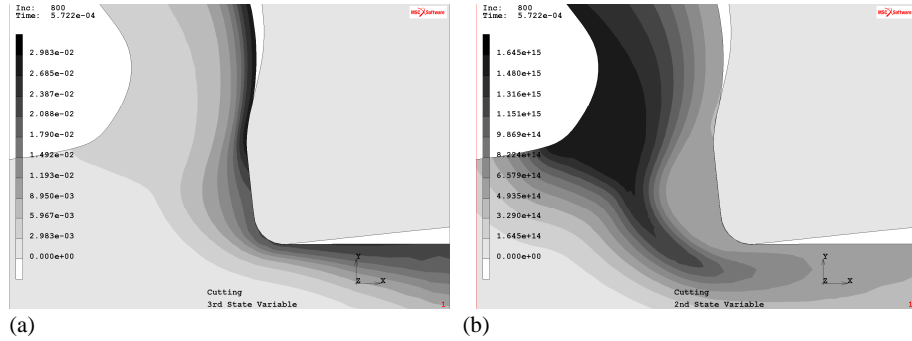 Inc: 800
Time: 5.722e-04
MSC Software
2.983e-02
2.685e-02
2.387e-02
2.088e-02
1.790e-02
1.492e-02
1.193e-02
8.950e-03
5.967e-03
2.983e-03
0.000e+00
Y
Z X
Cutting
3rd State Variable
1
(a)
Inc: 800
Time: 5.722e-04
MSC Software
1.645e+15
1.480e+15
1.316e+15
1.151e+15
9.869e+14
8.224e+14
6.579e+14
4.935e+14
3.290e+14
1.645e+14
0.000e+00
Y
Z X
Cutting
2nd State Variable
1
(b)